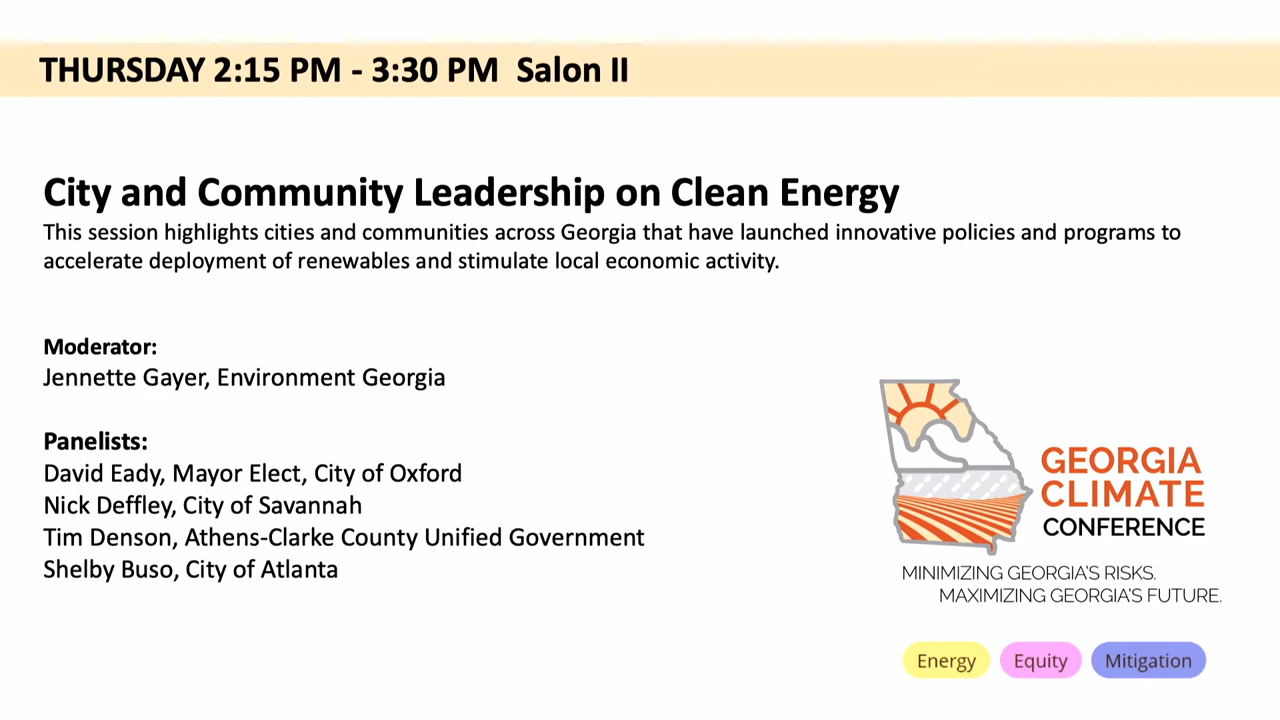 THURSDAY 2:15 PM - 3:30 PM Salon II
City and Community Leadership on Clean Energy
This session highlights cities and communities across Georgia that have launched innovative policies and programs to
accelerate deployment of renewables and stimulate local economic activity.
Moderator:
Jennette Gayer, Environment Georgia
Panelists:
David Eady, Mayor Elect, City of Oxford
Nick Deffley, City of Savannah
Tim Denson, Athens-Clarke County Unified Government
Shelby Buso, City of Atlanta
GEORGIA
CLIMATE
CONFERENCE
MINIMIZING GEORGIA'S RISKS.
MAXIMIZING GEORGIA'S FUTURE.
Energy Equity Mitigation